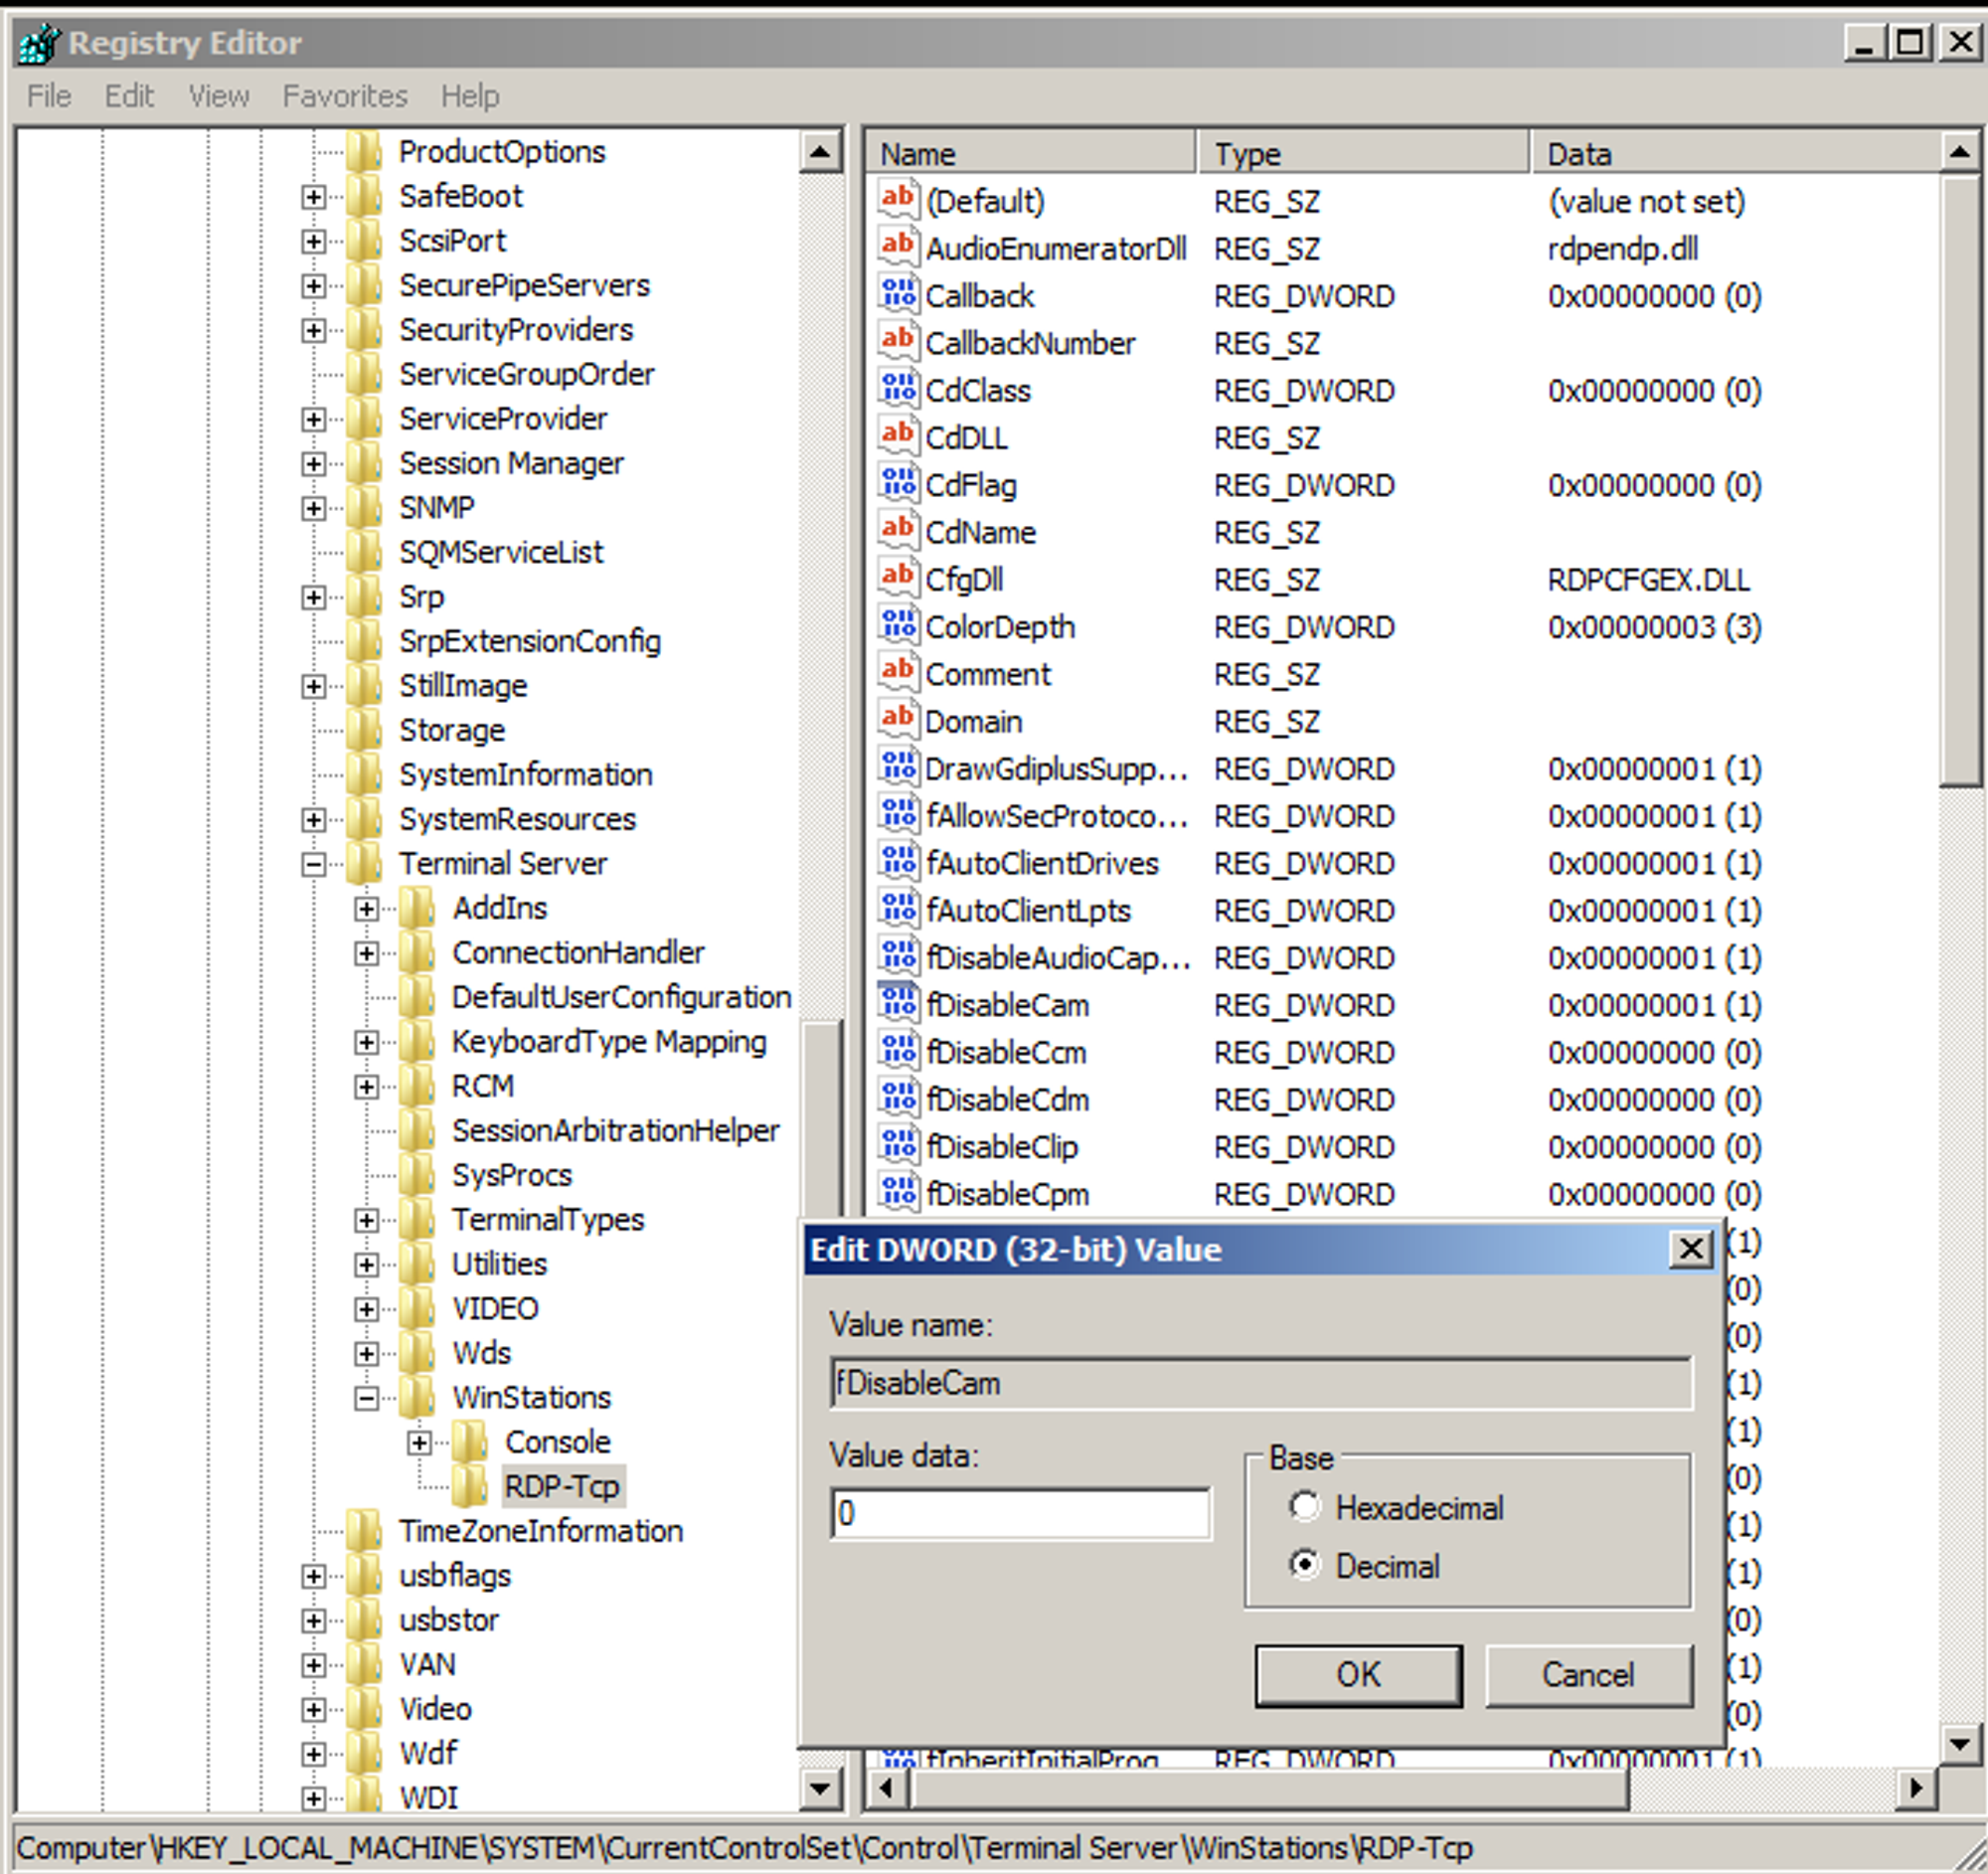 Registry Editor
File Edit View Favorites Help
ProductOptions
SafeBoot
ScsiPort
SecurePipeServers
SecurityProviders
ServiceGroupOrder
ServiceProvider
Session Manager
SNMP
SQMServiceList
Srp
SrpExtensionConfig
StillImage
Storage
SystemInformation
SystemResources
Terminal Server
AddIns
ConnectionHandler
DefaultUserConfiguration
KeyboardType Mapping
RCM
SessionArbitrationHelper
SysProcs
TerminalTypes
Utilities
VIDEO
Wds
WinStations
Console
RDP-Tcp
TimeZoneInformation
usbflags
usbstor
VAN
Video
Wdf
WDI
Name Type Data
(Default) REG_SZ (value not set)
AudioEnumeratorDll REG_SZ rdpendp.dll
Callback REG_DWORD 0x00000000 (0)
CallbackNumber REG_SZ
CdClass REG_DWORD 0x00000000 (0)
CdDLL REG_SZ
CdFlag REG_DWORD 0x00000000 (0)
CdName REG_SZ
CfgDll REG_SZ RDPCFGEX.DLL
ColorDepth REG_DWORD 0x00000003 (3)
Comment REG_SZ
Domain REG_SZ
DrawGdiplusSupp... REG_DWORD 0x00000001 (1)
fAllowSecProtoco... REG_DWORD 0x00000001 (1)
fAutoClientDrives REG_DWORD 0x00000001 (1)
fAutoClientLpts REG_DWORD 0x00000001 (1)
fDisableAudioCap... REG_DWORD 0x00000001 (1)
fDisableCam REG_DWORD 0x00000001 (1)
fDisableCcm REG_DWORD 0x00000000 (0)
fDisableCdm REG_DWORD 0x00000000 (0)
fDisableClip REG_DWORD 0x00000000 (0)
fDisableCpm REG_DWORD 0x00000000 (0)
(1)
(0)
(0)
(1)
(1)
(0)
(1)
(1)
(0)
(1)
(0)
fInheritInitialProg REG_DWORD 0x00000001 (1)
Edit DWORD (32-bit) Value
Value name:
fDisableCam
Value data:
0
Base
Hexadecimal
Decimal
OK Cancel
Computer\HKEY_LOCAL_MACHINE\SYSTEM\CurrentControlSet\Control\Terminal Server\WinStations\RDP-Tcp